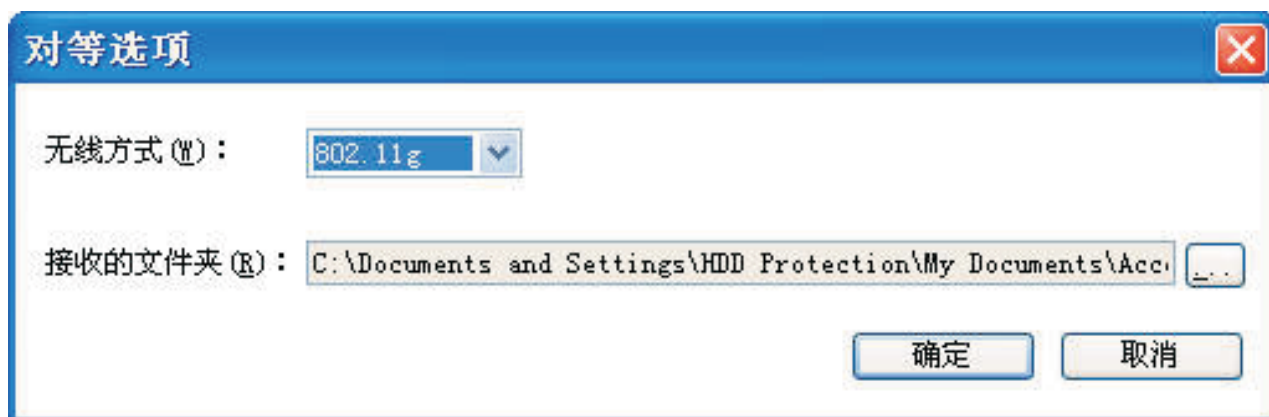 对等选项
无线方式(W)： 802.11g
接收的文件夹(R)： C:\Documents and Settings\HDD Protection\My Documents\Acc ...
确定 取消